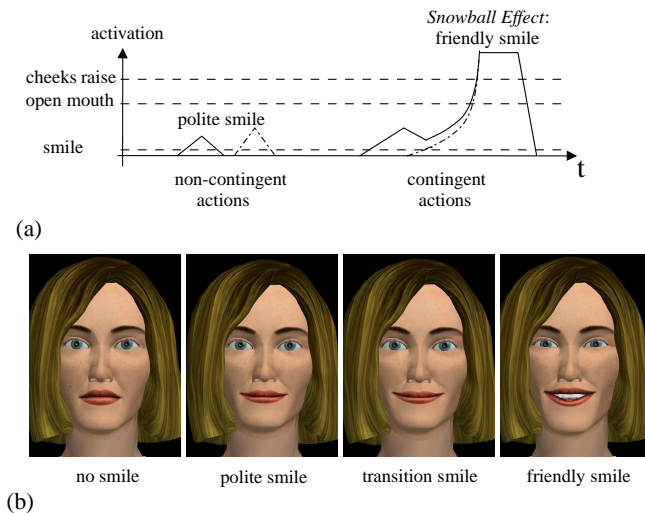 Snowball Effect:
friendly smile
activation
cheeks raise
open mouth
polite smile
smile
t
non-contingent
actions
contingent
actions
(a)
no smile
polite smile
transition smile
friendly smile
(b)